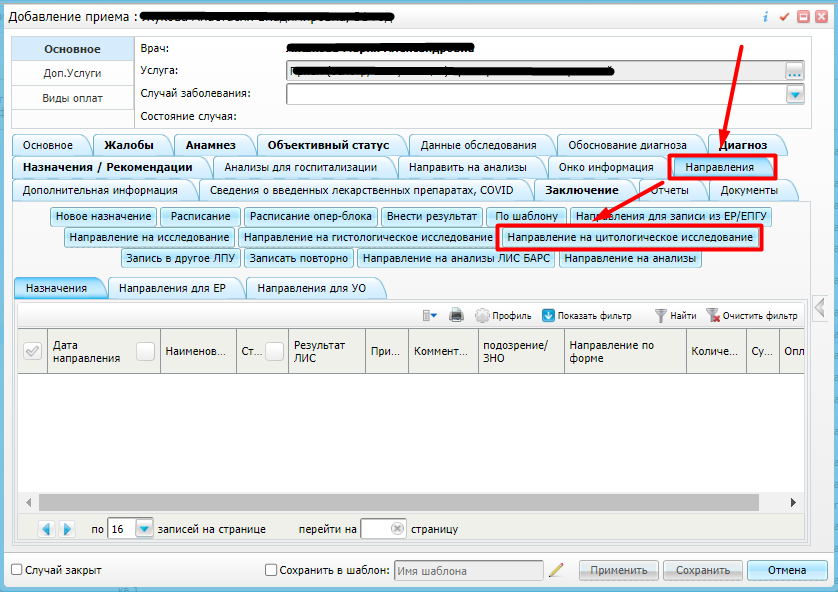 Добавление приема :
Основное
Доп.Услуги
Виды оплат
Врач:
Услуга:
Случай заболевания:
Состояние случая:
Основное Жалобы Анамнез Объективный статус Данные обследования Обоснование диагноза Диагноз
Назначения / Рекомендации Анализы для госпитализации Направить на анализы Онко информация Направления
Дополнительная информация Сведения о введенных лекарственных препаратах, COVID Заключение Отчеты Документы
Новое назначение Расписание Расписание опер-блока Внести результат По шаблону Направления для записи из ЕР/ЕПГУ
Направление на исследование Направление на гистологическое исследование Направление на цитологическое исследование
Запись в другое ЛПУ Записать повторно Направление на анализы ЛИС БАРС Направление на анализы
Назначения Направления для ЕР Направления для УО
Профиль Показать фильтр Найти Очистить фильтр
Дата направления Наименов... Ст... Результат ЛИС При... Коммент... подозрение/ ЗНО Направление по форме Количе... Су... Опл
по 16 записей на странице перейти на страницу
Случай закрыт Сохранить в шаблон: Имя шаблона Применить Сохранить Отмена